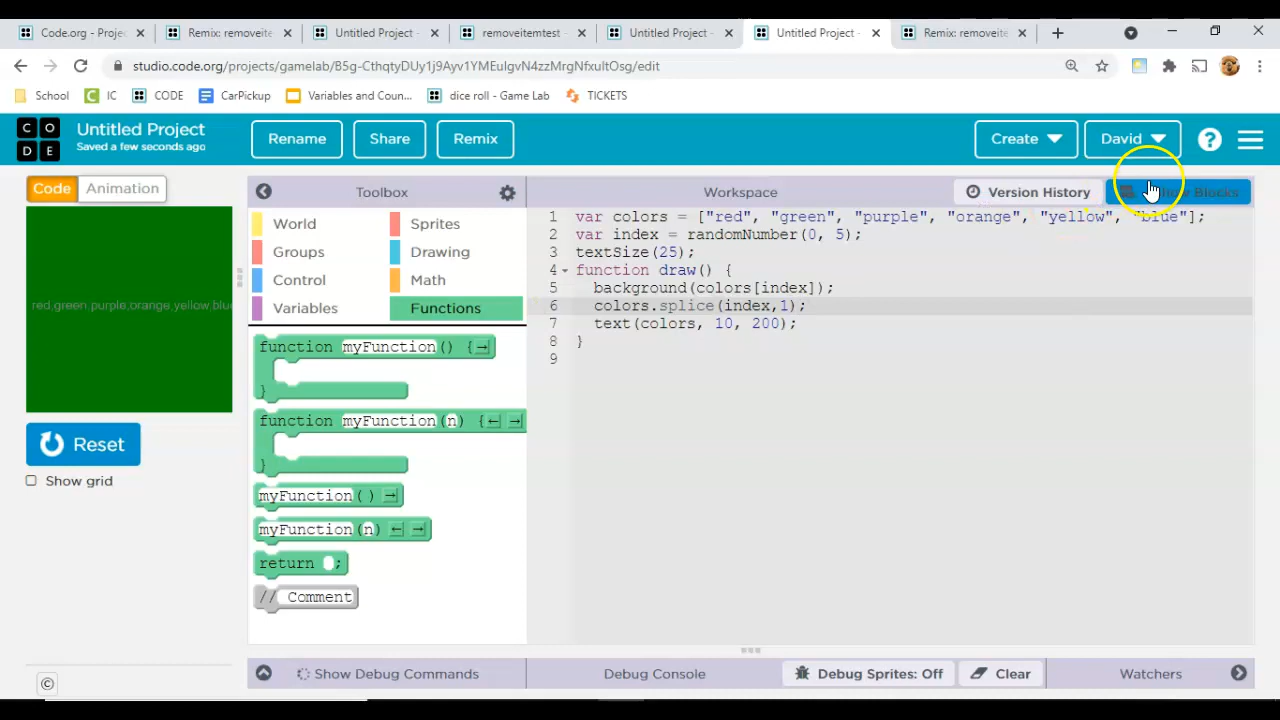 Code.org - Proje
Remix: removeite
Untitled Project -
removeitemtest -
Untitled Project -
Untitled Project -
Remix: removeite
studio.code.org/projects/gamelab/B5g-CthqtyDUy1j9Ayv1YMEuIgvN4zzMrgNfxultOsg/edit
School
IC
CODE
CarPickup
Variables and Coun...
dice roll - Game Lab
TICKETS
C O
D E
Untitled Project
Saved a few seconds ago
Rename
Share
Remix
Create
David
?
Code
Animation
Toolbox
Workspace
Version History
Blocks
World
Sprites
Groups
Drawing
Control
Math
Variables
Functions
function myFunction() {
}
function myFunction(n) {
}
myFunction()
myFunction(n)
return ;
// Comment
1 var colors = ["red", "green", "purple", "orange", "yellow", "blue"];
2 var index = randomNumber(0, 5);
3 textSize(25);
4 function draw() {
5 background(colors[index]);
6 colors.splice(index,1);
7 text(colors, 10, 200);
8 }
9
red,green,purple,orange,yellow,blu
Reset
Show grid
©
Show Debug Commands
Debug Console
Debug Sprites: Off
Clear
Watchers